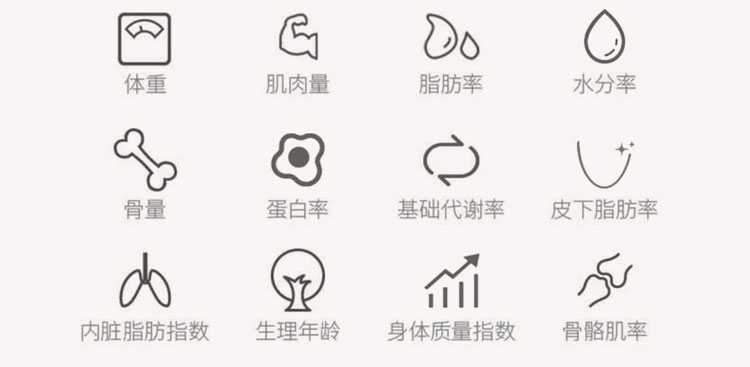 体重 肌肉量 脂肪率 水分率
骨量 蛋白率 基础代谢率 皮下脂肪率
内脏脂肪指数 生理年龄 身体质量指数 骨骼肌率